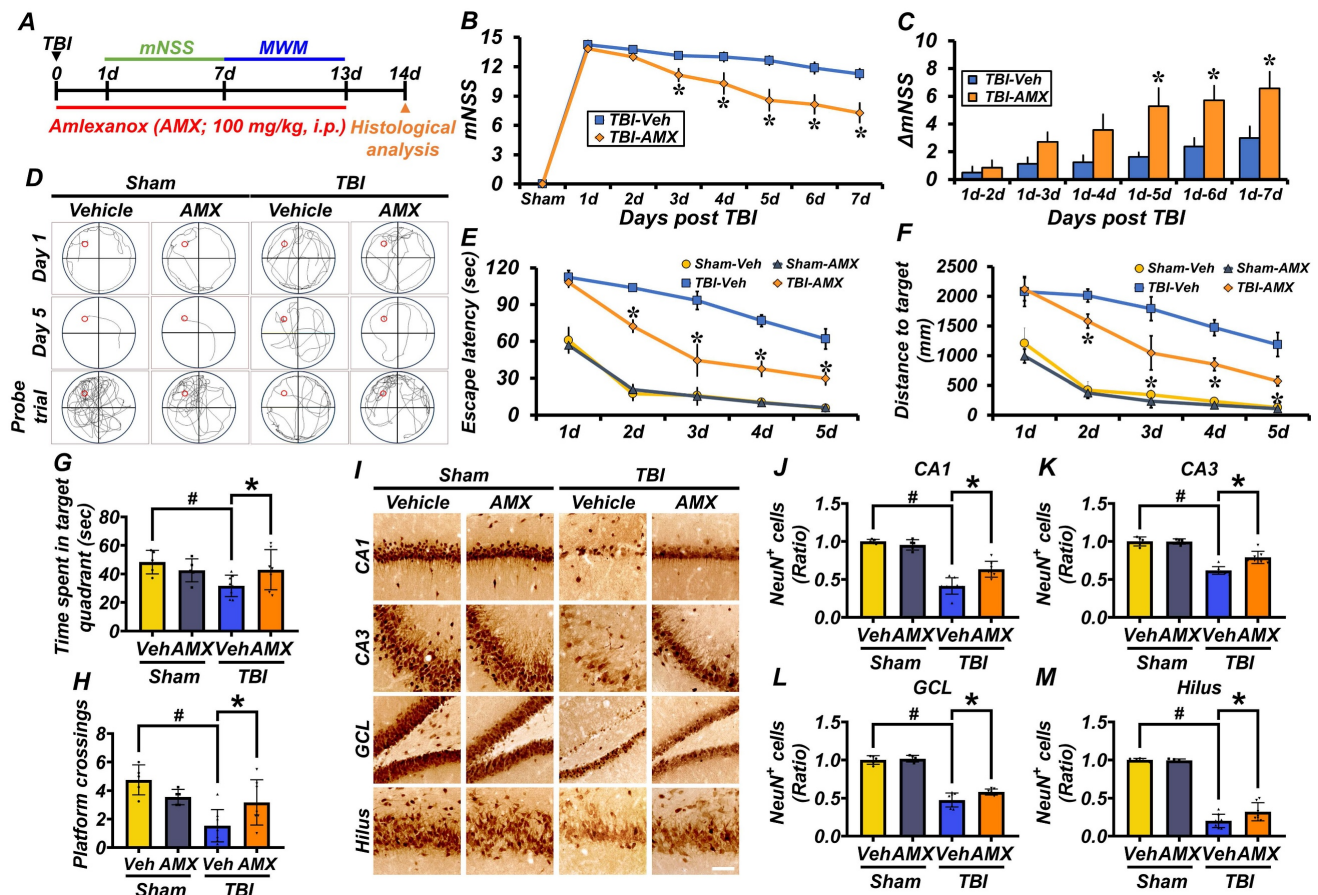 A
TBI
mNSS
MWM
0
1d
7d
13d
14d
Amlexanox (AMX; 100 mg/kg, i.p.)
Histological
analysis
B
mNSS
15
12
9
6
3
0
TBI-Veh
TBI-AMX
* * * * *
Sham 1d 2d 3d 4d 5d 6d 7d
Days post TBI
C
ΔmNSS
10
8
6
4
2
0
TBI-Veh
TBI-AMX
* * *
1d-2d 1d-3d 1d-4d 1d-5d 1d-6d 1d-7d
Days post TBI
D
Sham TBI
Vehicle AMX Vehicle AMX
Day 1
Day 5
Probe
trial
E
Escape latency (sec)
120
90
60
30
0
Sham-Veh Sham-AMX
TBI-Veh TBI-AMX
* * * *
1d 2d 3d 4d 5d
F
Distance to target
(mm)
2500
2000
1500
1000
500
0
Sham-Veh Sham-AMX
TBI-Veh TBI-AMX
* * * *
1d 2d 3d 4d 5d
G
Time spent in target
quadrant (sec)
80
60
40
20
0
# *
Veh AMX Veh AMX
Sham TBI
H
Platform crossings
8
6
4
2
0
# *
Veh AMX Veh AMX
Sham TBI
I
Sham TBI
Vehicle AMX Vehicle AMX
CA1
CA3
GCL
Hilus
J
CA1
NeuN+ cells
(Ratio)
1.5
1.0
0.5
0.0
# *
Veh AMX Veh AMX
Sham TBI
K
CA3
NeuN+ cells
(Ratio)
1.5
1.0
0.5
0.0
# *
Veh AMX Veh AMX
Sham TBI
L
GCL
NeuN+ cells
(Ratio)
1.5
1.0
0.5
0.0
# *
Veh AMX Veh AMX
Sham TBI
M
Hilus
NeuN+ cells
(Ratio)
1.5
1.0
0.5
0.0
# *
Veh AMX Veh AMX
Sham TBI